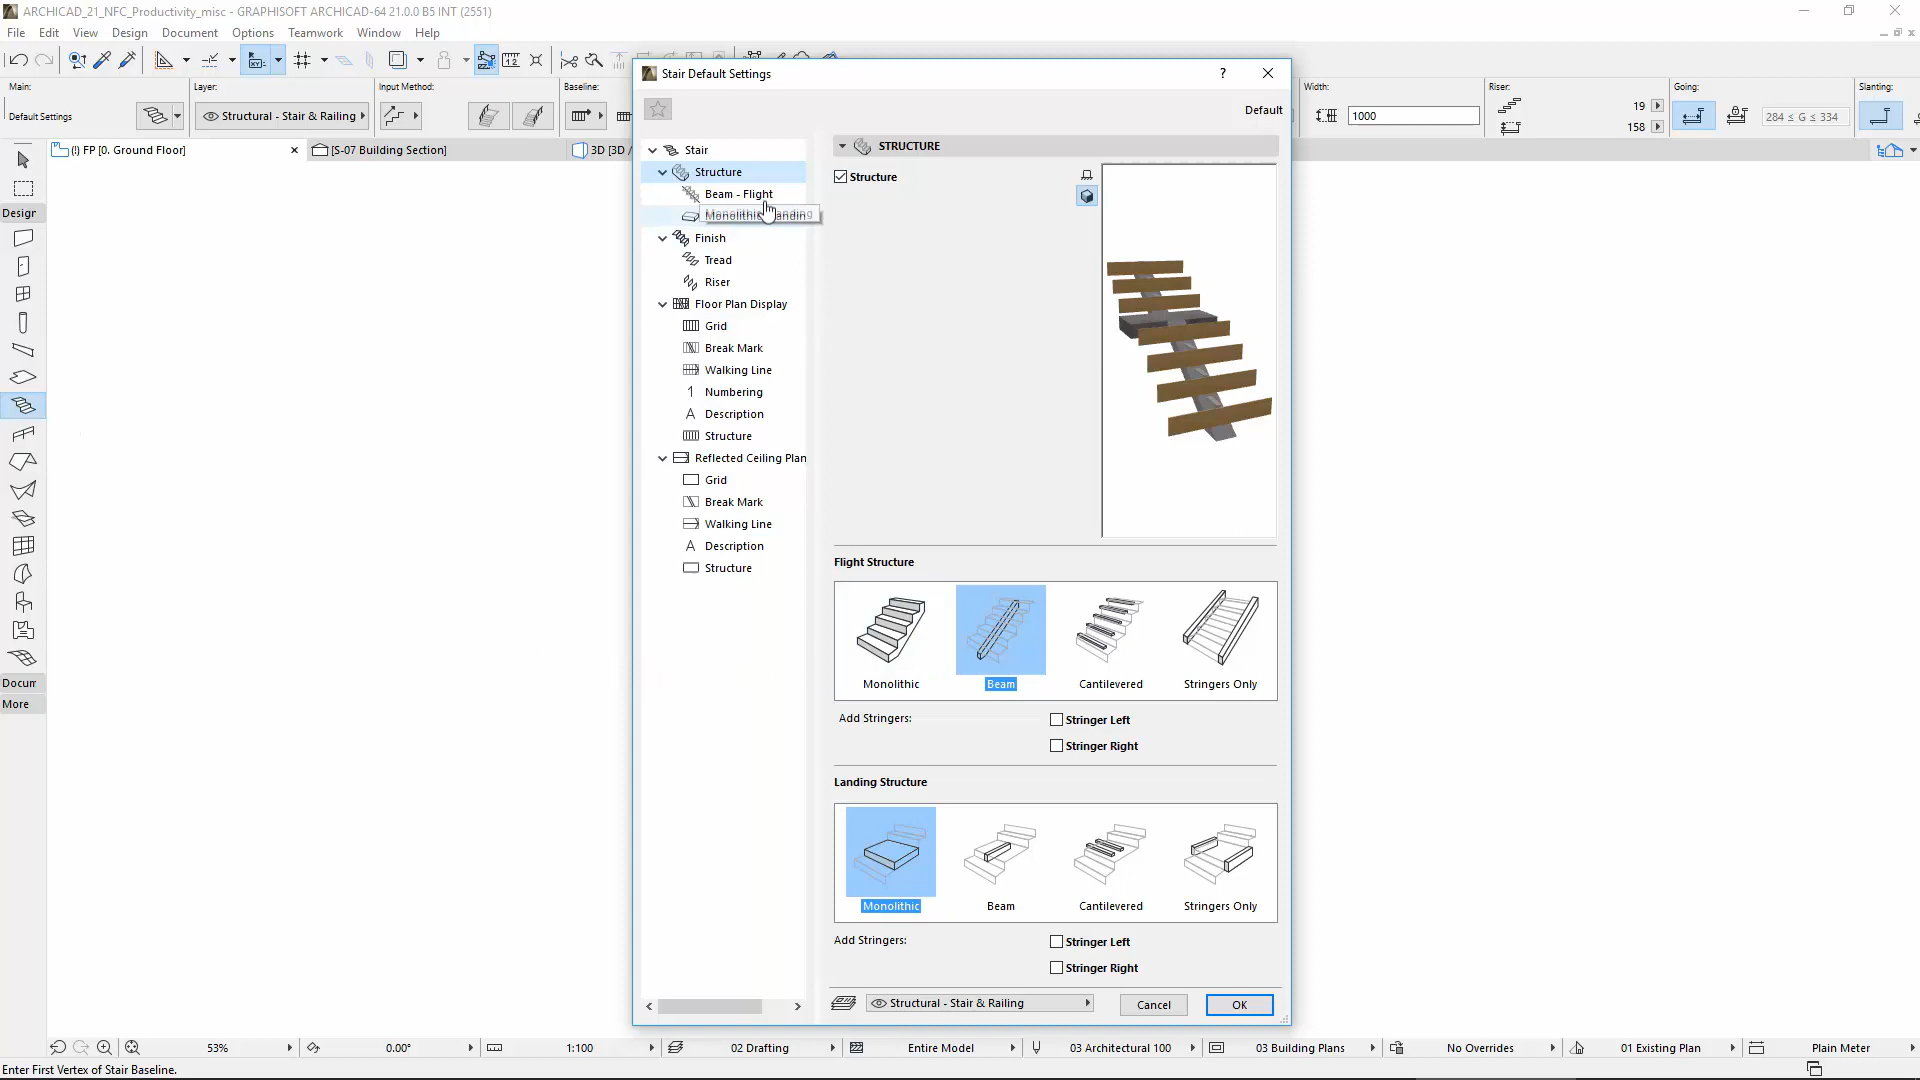 ARCHICAD_21_NFC_Productivity_misc - GRAPHISOFT ARCHICAD-64 21.0.0 B5 INT (2551)
File Edit View Design Document Options Teamwork Window Help
Main: Layer: Input Method: Baseline: Width: Riser: Going: Slanting:
Default Settings Structural - Stair & Railing 1000 19 158 284 ≤ G ≤ 334
(!) FP [0. Ground Floor] [S-07 Building Section] 3D [3D /
Stair Default Settings
Default
Design
Docum
More
Stair
Structure
Beam - Flight
Finish
Tread
Riser
Floor Plan Display
Grid
Break Mark
Walking Line
1 Numbering
A Description
Structure
Reflected Ceiling Plan
Grid
Break Mark
Walking Line
A Description
Structure
STRUCTURE
Structure
Flight Structure
Monolithic Beam Cantilevered Stringers Only
Add Stringers: Stringer Left
Stringer Right
Landing Structure
Monolithic Beam Cantilevered Stringers Only
Add Stringers: Stringer Left
Stringer Right
Structural - Stair & Railing Cancel OK
53% 0.00° 1:100 02 Drafting Entire Model 03 Architectural 100 03 Building Plans No Overrides 01 Existing Plan Plain Meter
Enter First Vertex of Stair Baseline.